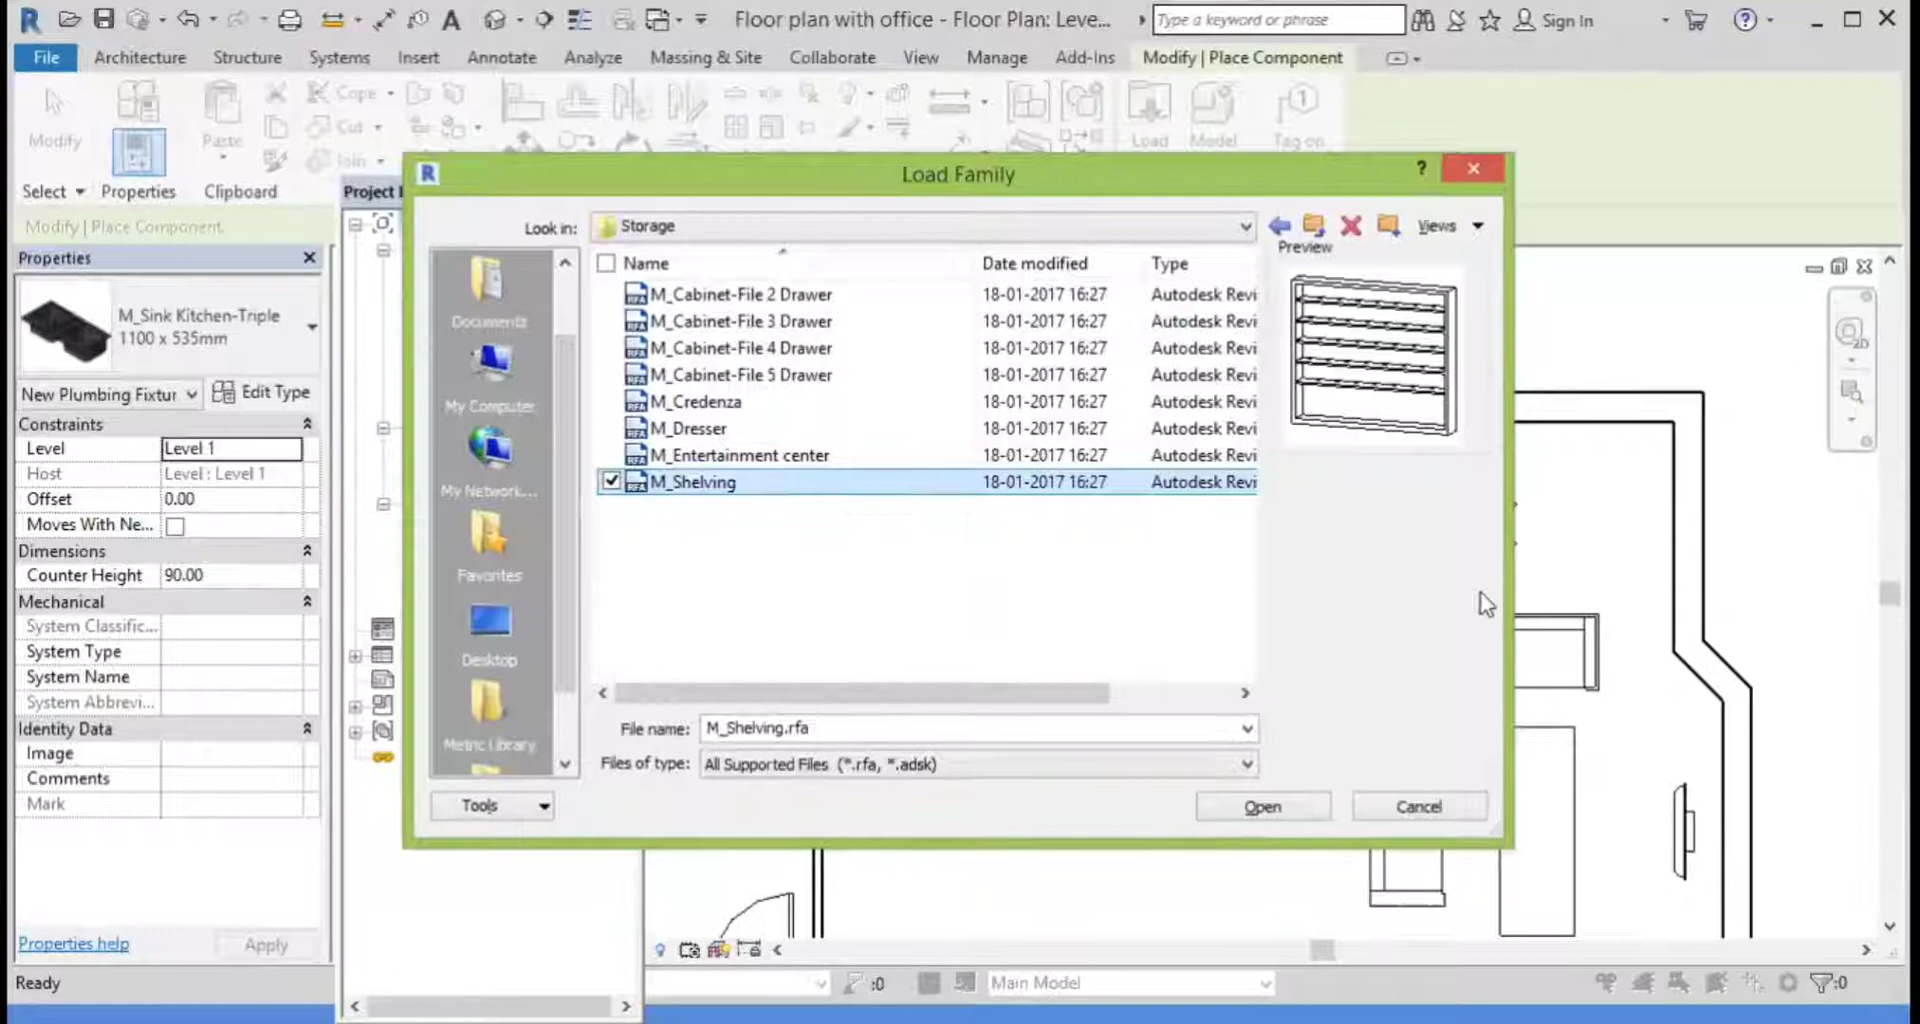 Floor plan with office - Floor Plan: Leve...
Type a keyword or phrase
Sign In
File Architecture Structure Systems Insert Annotate Analyze Massing & Site Collaborate View Manage Add-Ins Modify | Place Component
Modify
Paste
Cope
Cut
Join
Load
Model
Tag on
Select Properties Clipboard
Project
Modify | Place Component
Properties
M_Sink Kitchen-Triple
1100 x 535mm
New Plumbing Fixtur Edit Type
Constraints
Level Level 1
Host Level : Level 1
Offset 0.00
Moves With Ne...
Dimensions
Counter Height 90.00
Mechanical
System Classific...
System Type
System Name
System Abbrevi...
Identity Data
Image
Comments
Mark
Properties help Apply
Ready
Load Family
Look in: Storage
Views
Preview
Documents
My Computer
My Network...
Favorites
Desktop
Metric Library
Name Date modified Type
M_Cabinet-File 2 Drawer 18-01-2017 16:27 Autodesk Revi
M_Cabinet-File 3 Drawer 18-01-2017 16:27 Autodesk Revi
M_Cabinet-File 4 Drawer 18-01-2017 16:27 Autodesk Revi
M_Cabinet-File 5 Drawer 18-01-2017 16:27 Autodesk Revi
M_Credenza 18-01-2017 16:27 Autodesk Revi
M_Dresser 18-01-2017 16:27 Autodesk Revi
M_Entertainment center 18-01-2017 16:27 Autodesk Revi
M_Shelving 18-01-2017 16:27 Autodesk Revi
File name: M_Shelving.rfa
Files of type: All Supported Files (*.rfa, *.adsk)
Tools Open Cancel
2D
:0
Main Model
:0